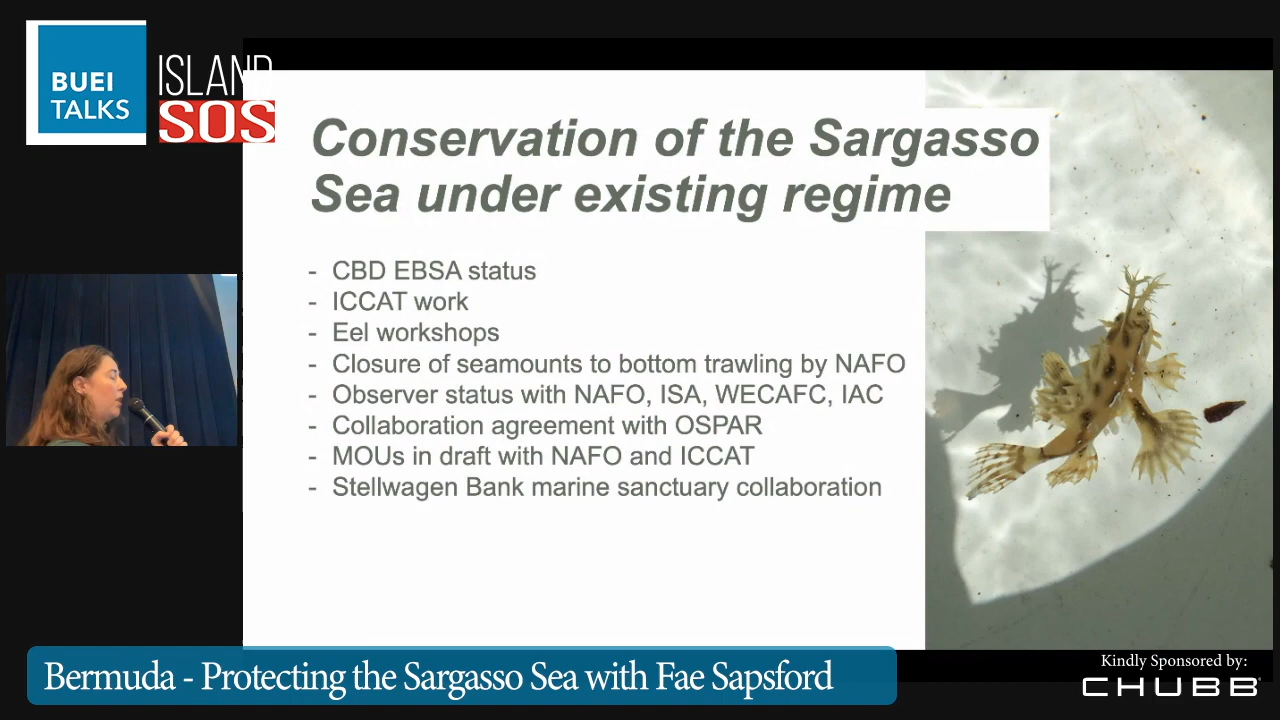 BUEI
TALKS
ISLAND
SOS
Conservation of the Sargasso
Sea under existing regime
- CBD EBSA status
- ICCAT work
- Eel workshops
- Closure of seamounts to bottom trawling by NAFO
- Observer status with NAFO, ISA, WECAFC, IAC
- Collaboration agreement with OSPAR
- MOUs in draft with NAFO and ICCAT
- Stellwagen Bank marine sanctuary collaboration
Bermuda - Protecting the Sargasso Sea with Fae Sapsford
Kindly Sponsored by:
CHUBB